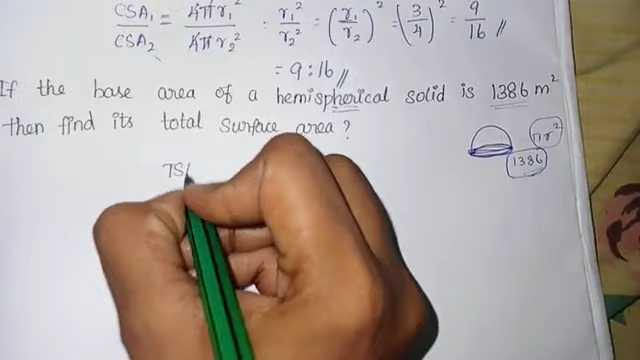 CSA₁/CSA₂ = 4πr₁²/4πr₂² = r₁²/r₂² = (r₁/r₂)² = (3/4)² = 9/16 //
= 9:16 //
If the base area of a hemispherical solid is 1386 m²
then find its total surface area?
πr²
1386
TS